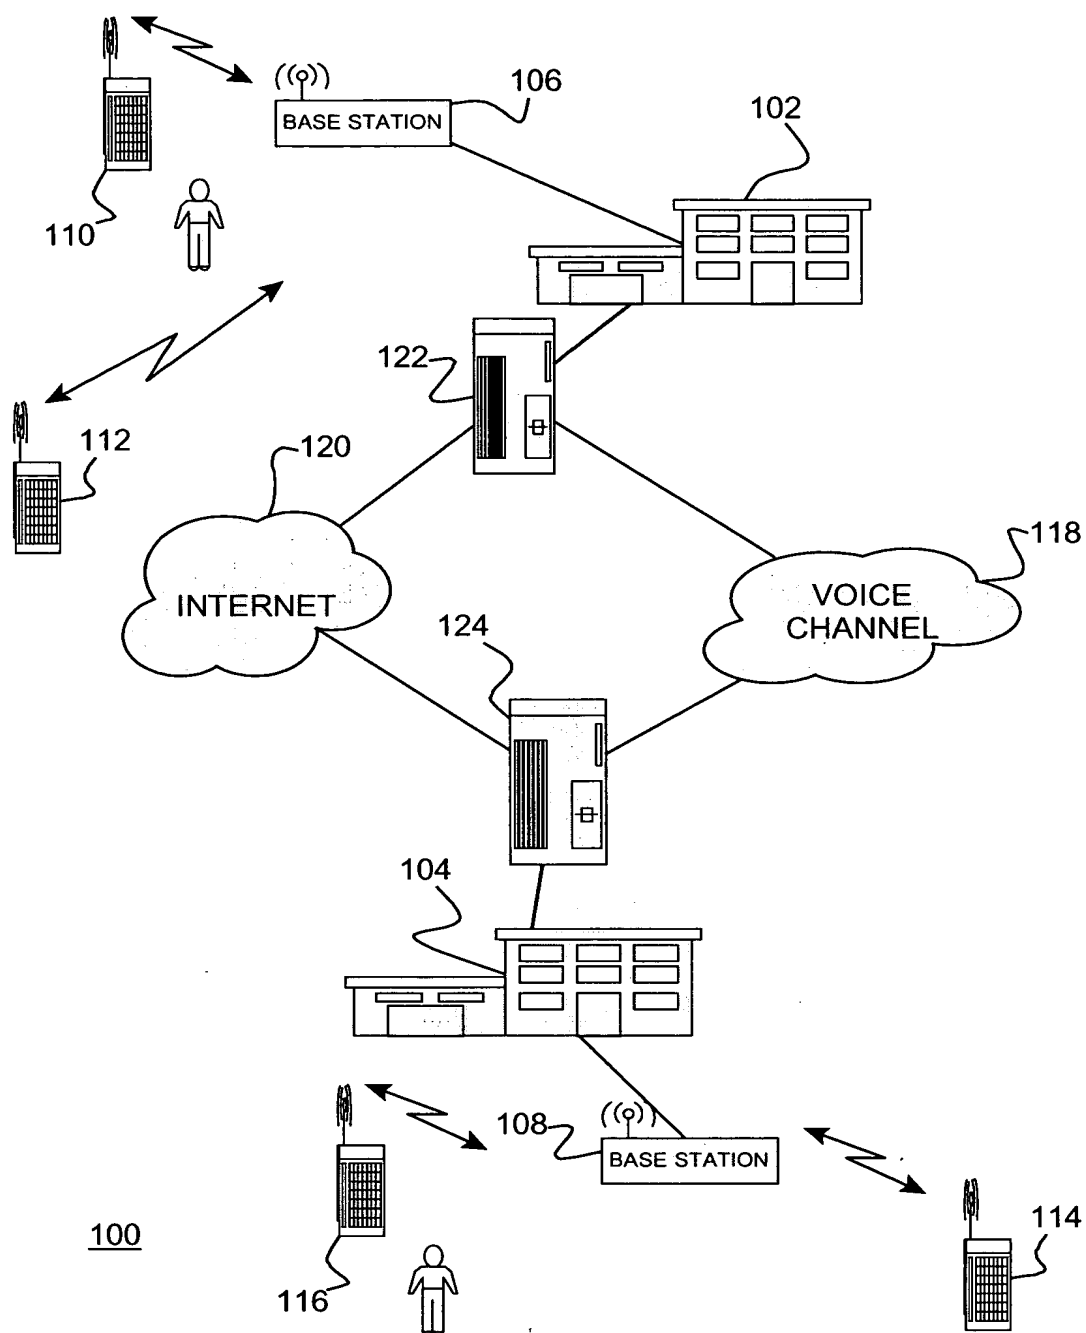 106
BASE STATION
102
110
122
112
120
118
INTERNET
VOICE
CHANNEL
124
104
108
BASE STATION
100
114
116